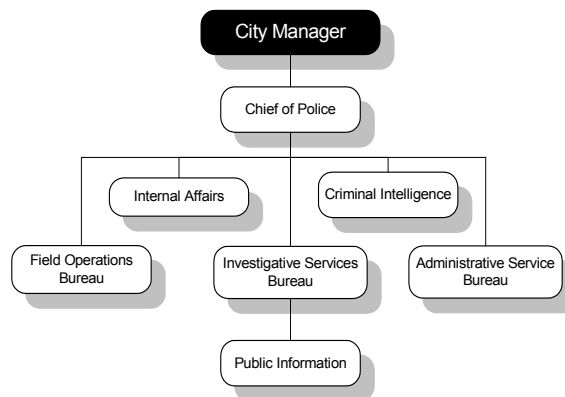 City Manager
Chief of Police
Internal Affairs
Criminal Intelligence
Field Operations
Bureau
Investigative Services
Bureau
Administrative Service
Bureau
Public Information